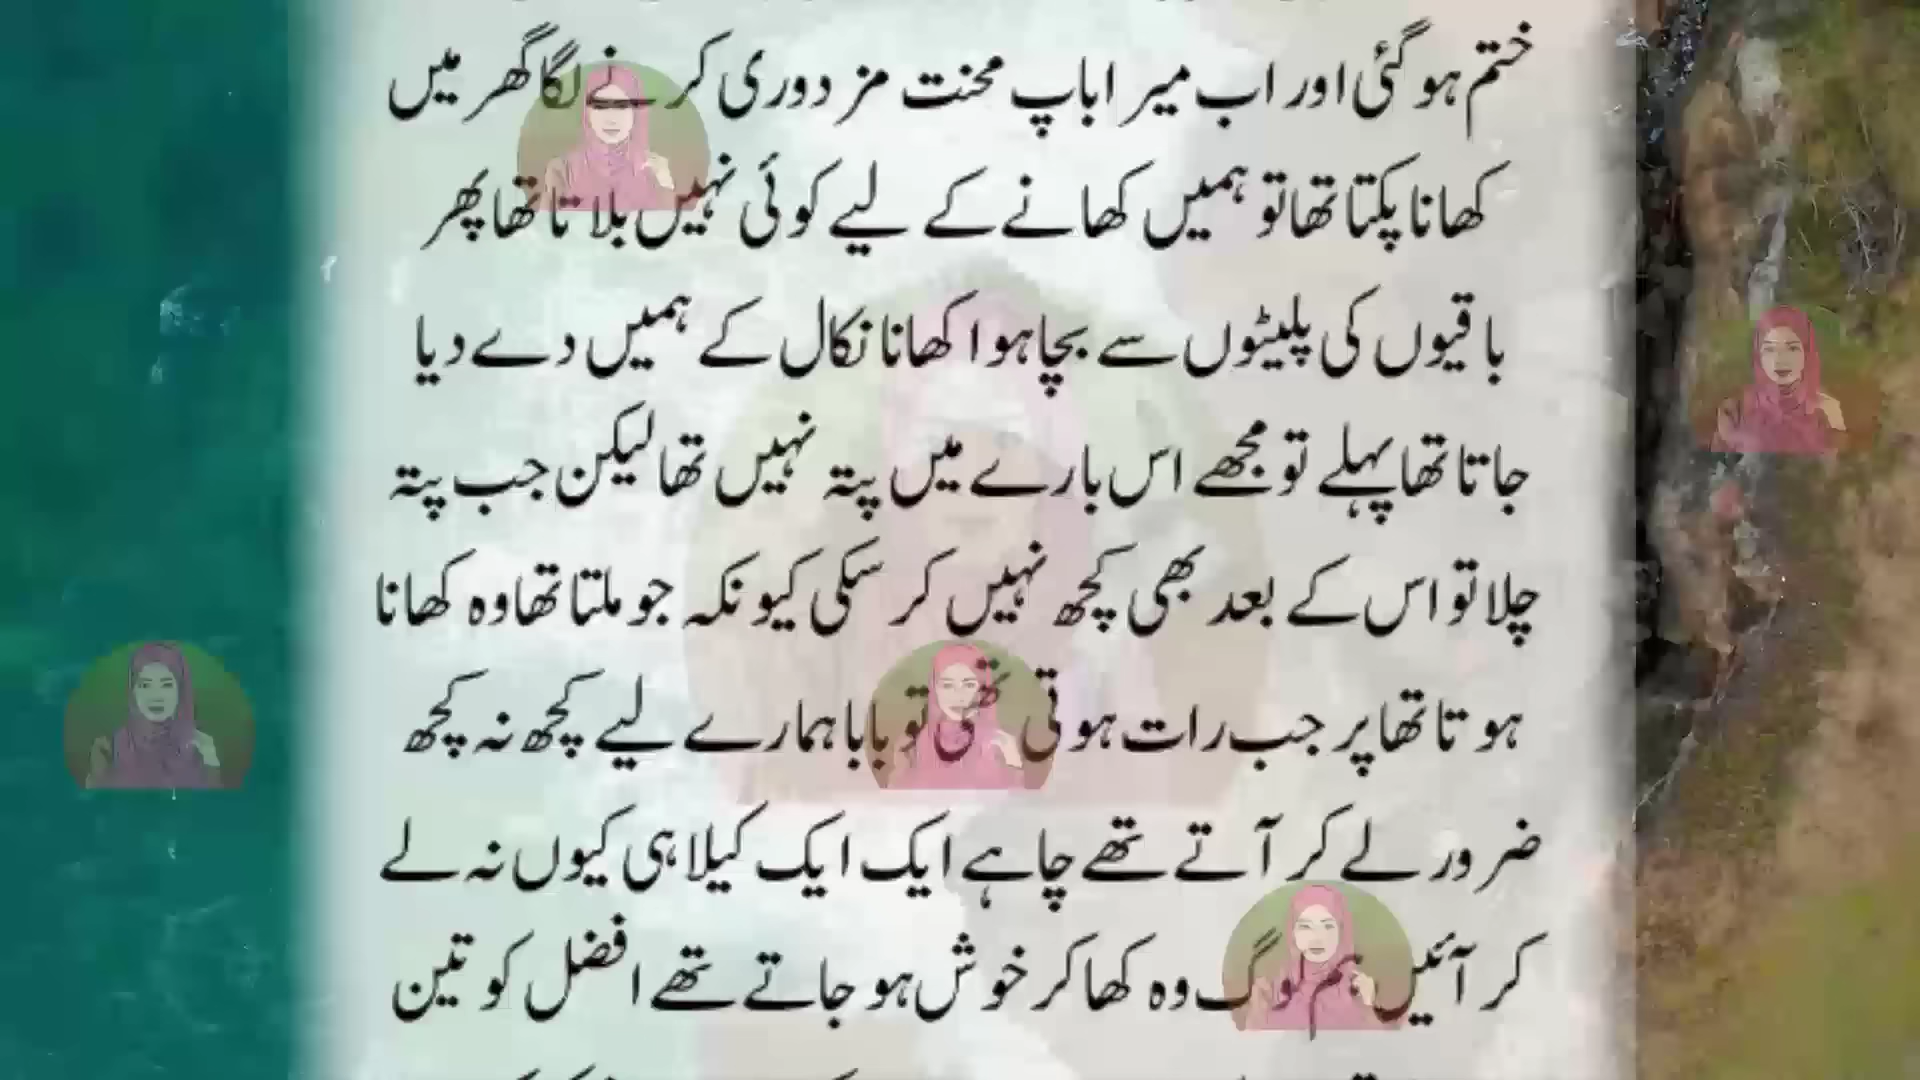 ختم ہو گئی اور اب میرا باپ محنت مزدوری کرنے لگا گھر میں
کھانا پکتا تھا تو ہمیں کھانے کے لیے کوئی نہیں بلاتا تھا پھر
باقیوں کی پلیٹوں سے بچا ہوا کھانا نکال کے ہمیں دے دیا
جاتا تھا پہلے تو مجھے اس بارے میں پتہ نہیں تھا لیکن جب پتہ
چلا تو اس کے بعد بھی کچھ نہیں کر سکی کیونکہ جو ملتا تھا وہ کھانا
ہوتا تھا پر جب رات ہوتی تھی تو بابا ہمارے لیے کچھ نہ کچھ
ضرور لے کر آتے تھے چاہے ایک ایک کیلا ہی کیوں نہ لے
کر آئیں ہم لوگ وہ کھا کر خوش ہو جاتے تھے افضل کو تین